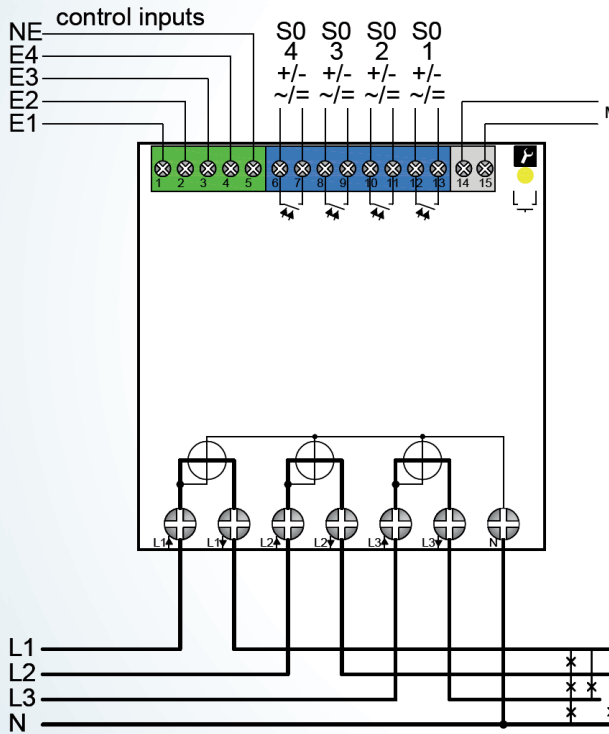 control inputs
NE
E4
E3
E2
E1
S0 S0 S0 S0
4 3 2 1
+/- +/- +/- +/-
~/= ~/= ~/= ~/=
1 2 3 4 5 6 7 8 9 10 11 12 13 14 15
L1 L1 L2 L2 L3 L3 N
L1
L2
L3
N